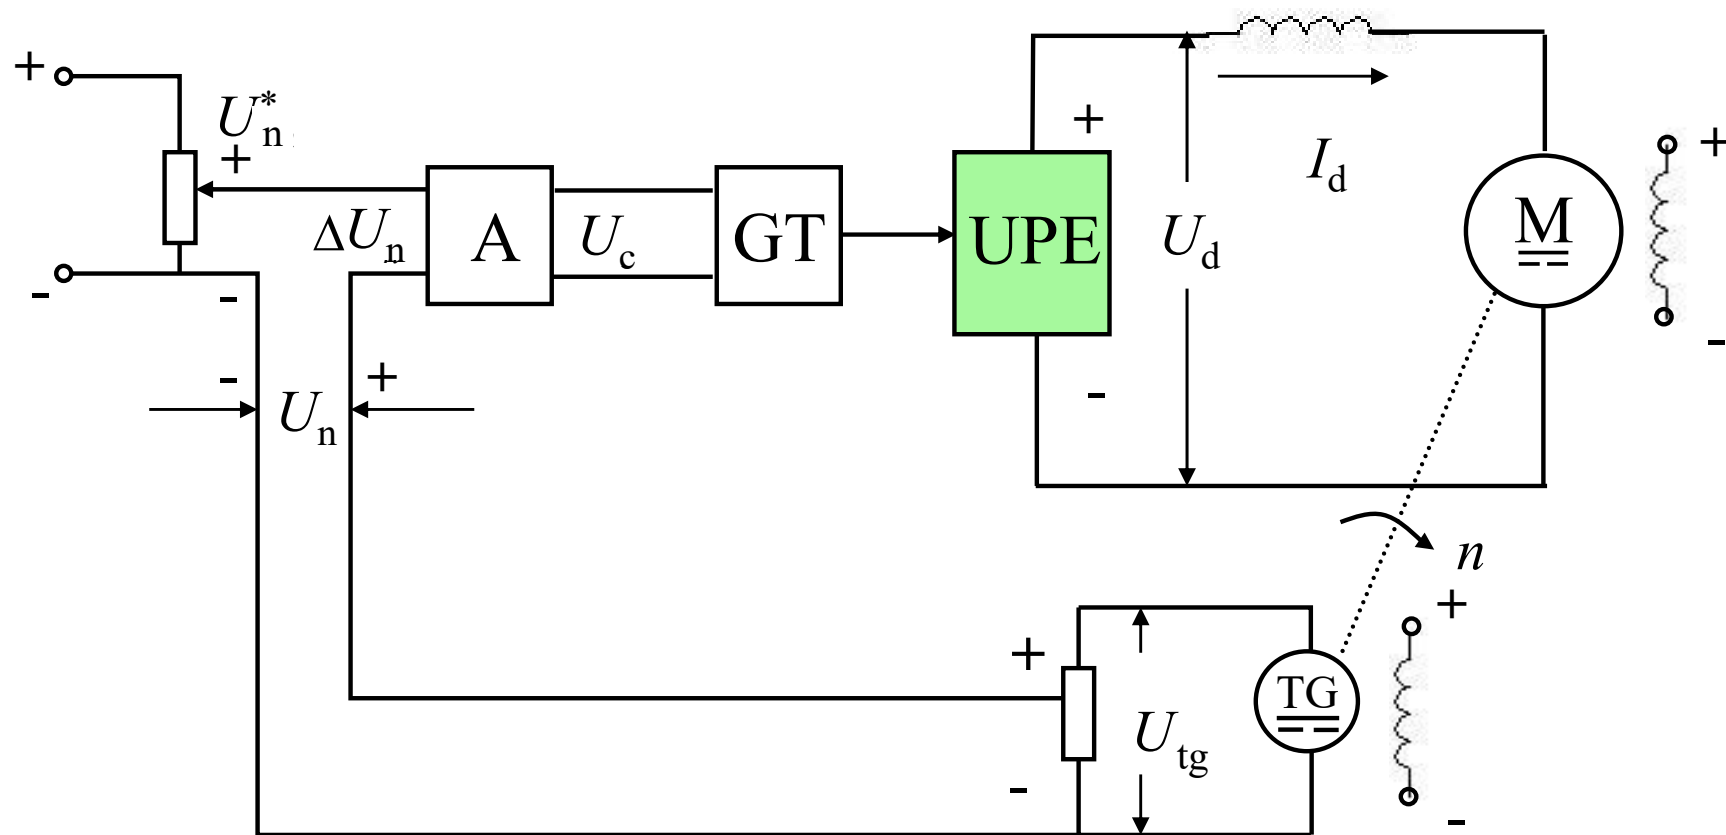 +
U*n
+
A
ΔUn
Uc
GT
UPE
+
Ud
Id
M
+
-
-
-
-
Un
+
-
n
+
+
TG
Utg
-
-